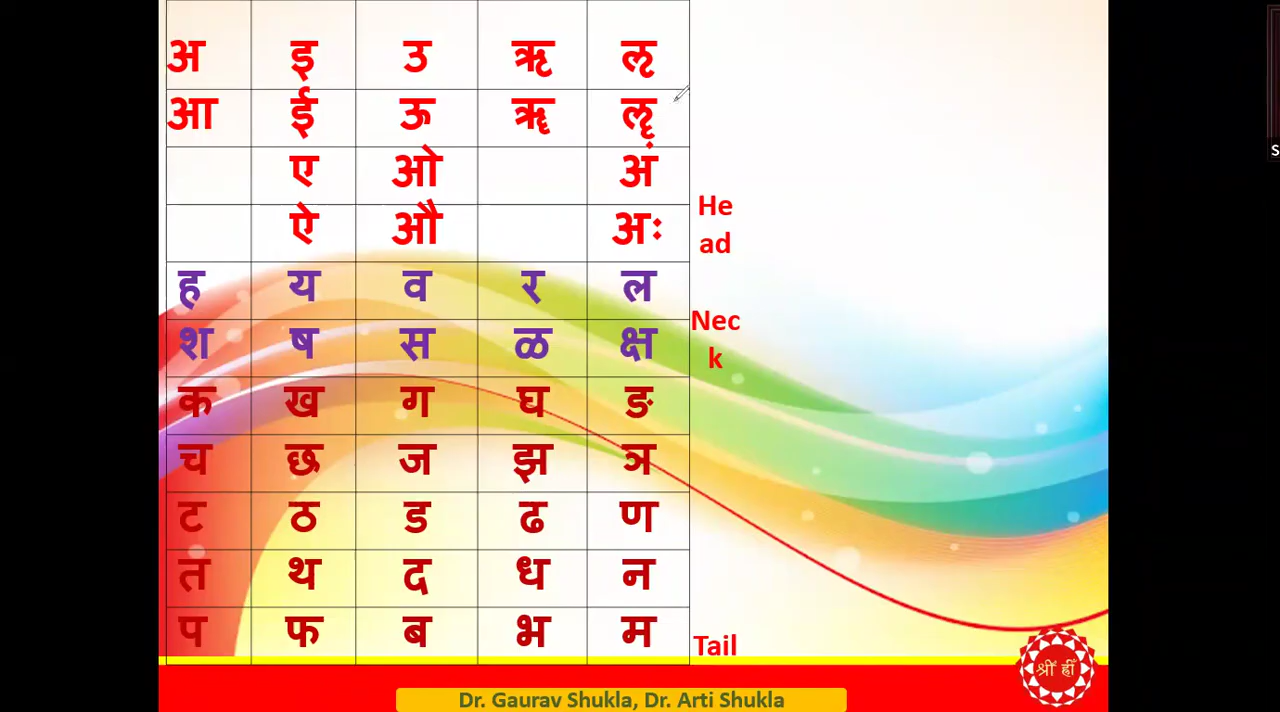 अ इ उ ऋ ऌ
आ ई ऊ ॠ ॡ
ए ओ अं
ऐ औ अः
He
ad
ह य व र ल
श ष स ळ क्ष
Nec
k
क ख ग घ ङ
च छ ज झ ञ
ट ठ ड ढ ण
त थ द ध न
प फ ब भ म
Tail
श्रीं ह्रीं
Dr. Gaurav Shukla, Dr. Arti Shukla
S